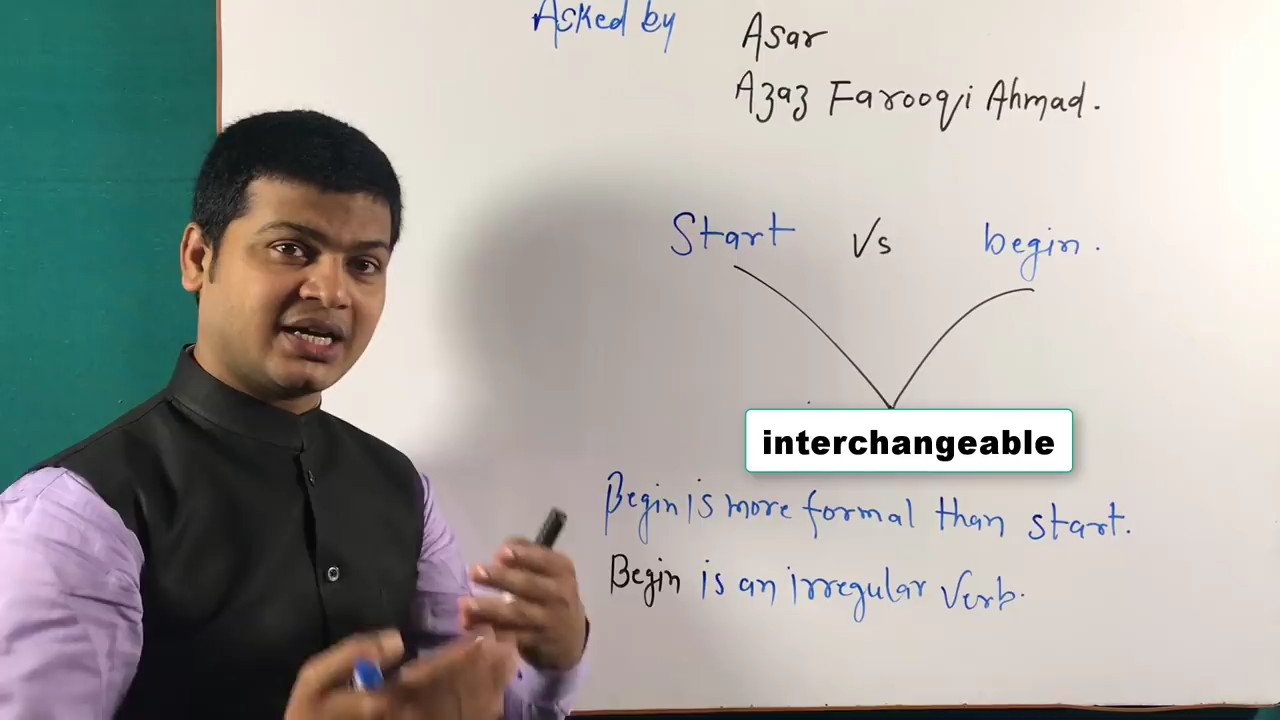 Asked by Asar
Azaz Farooqi Ahmad.
Start Vs begin.
interchangeable
Begin is more formal than start.
Begin is an irregular Verb.